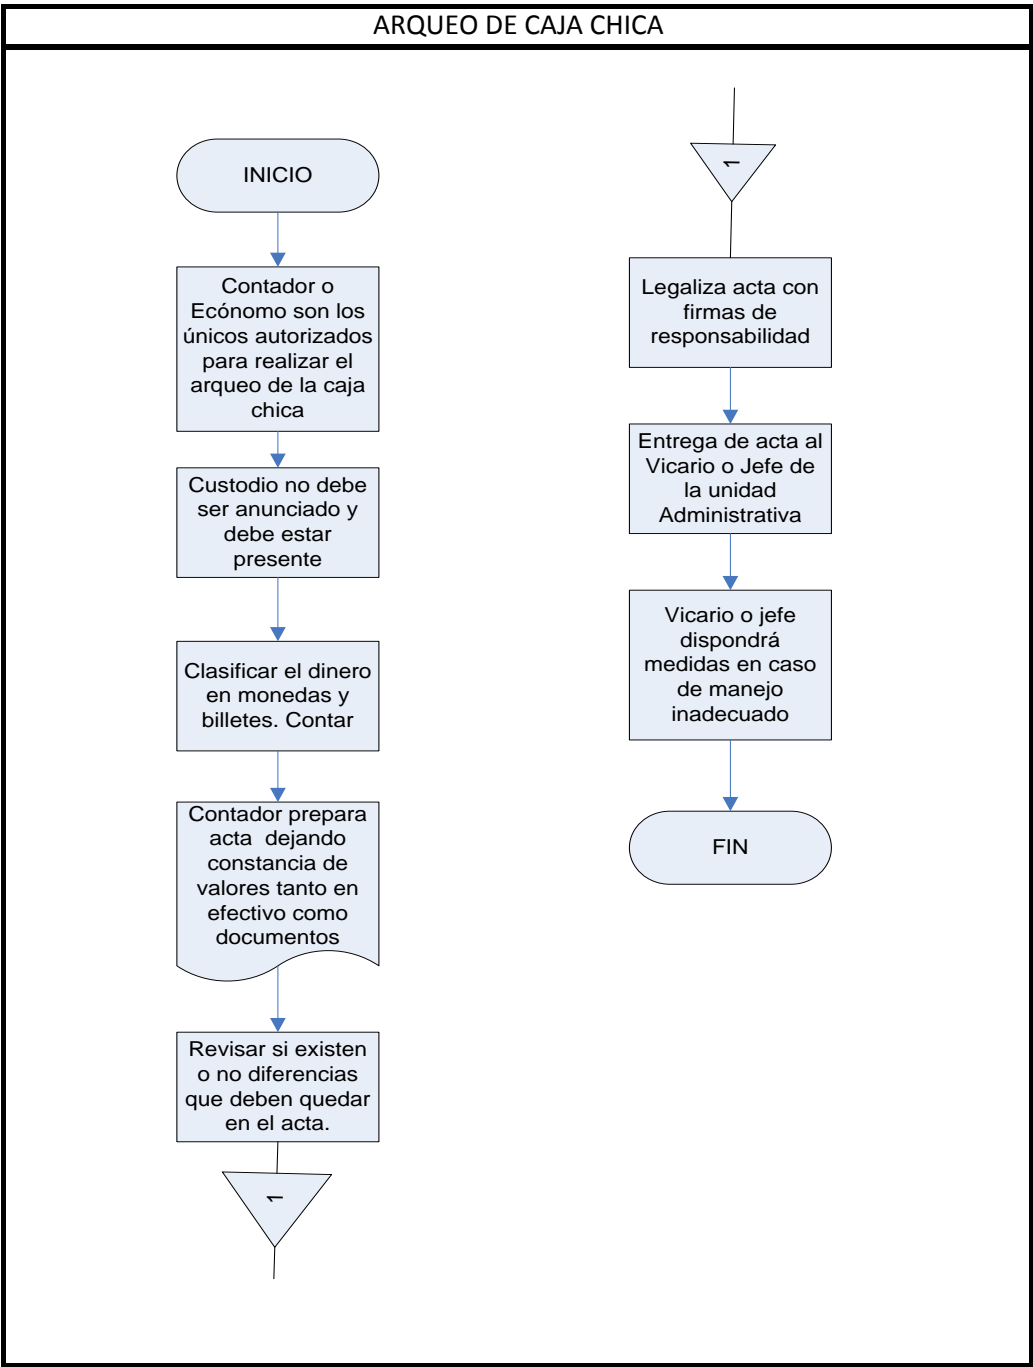 ARQUEO DE CAJA CHICA
INICIO
Contador o
Ecónomo son los
únicos autorizados
para realizar el
arqueo de la caja
chica
Custodio no debe
ser anunciado y
debe estar
presente
Clasificar el dinero
en monedas y
billetes. Contar
Contador prepara
acta  dejando
constancia de
valores tanto en
efectivo como
documentos
Revisar si existen
o no diferencias
que deben quedar
en el acta.
1
1
Legaliza acta con
firmas de
responsabilidad
Entrega de acta al
Vicario o Jefe de
la unidad
Administrativa
Vicario o jefe
dispondrá
medidas en caso
de manejo
inadecuado
FIN